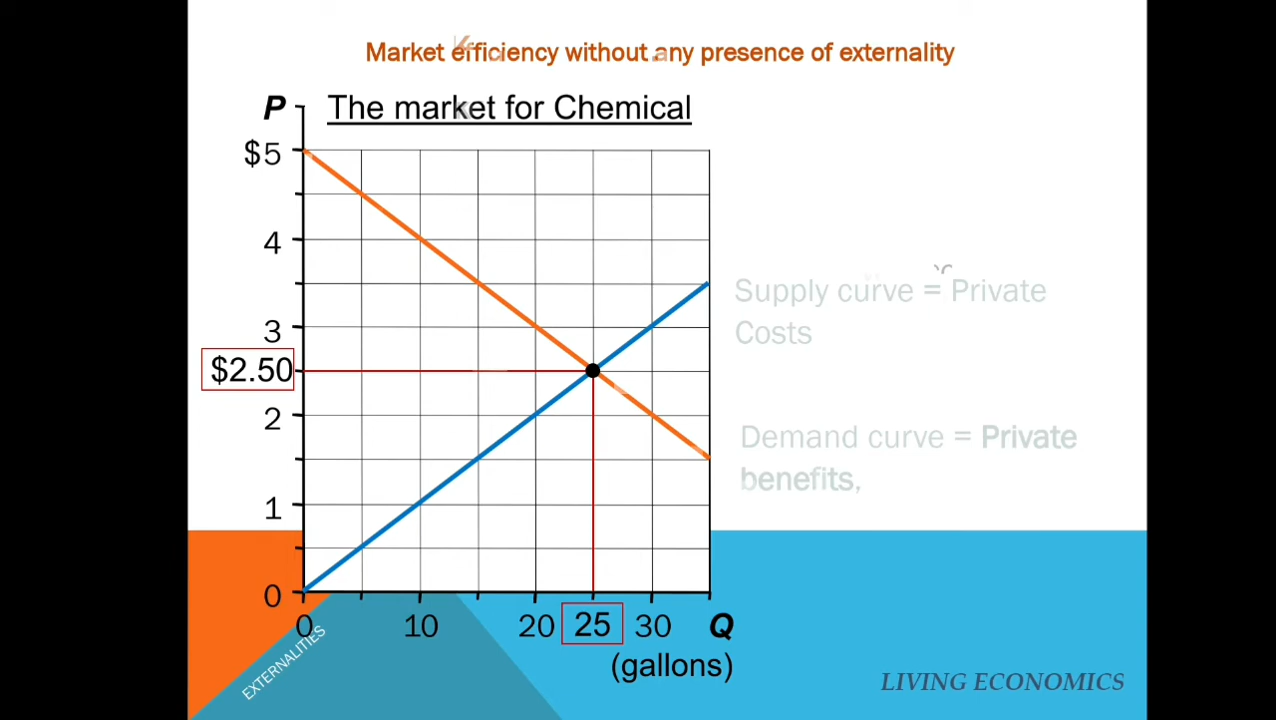 Market efficiency without any presence of externality
P
The market for Chemical
$5
4
3
$2.50
2
1
0
Supply curve = Private
Costs
Demand curve = Private
benefits,
0
10
20
25
30
Q
(gallons)
EXTERNALITIES
LIVING ECONOMICS